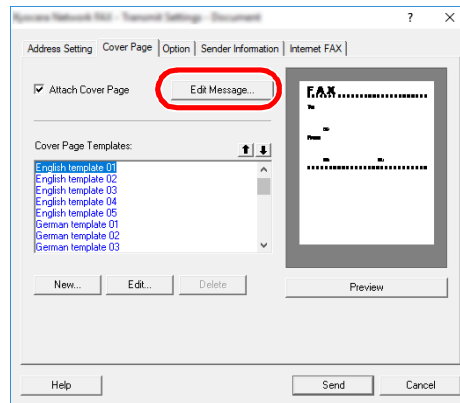 Kyocera Network FAX - Transmit Settings - Document
? ×
Address Setting Cover Page Option Sender Information Internet FAX
Attach Cover Page
Edit Message...
FAX
To:
From:
Cover Page Templates:
English template 01
English template 02
English template 03
English template 04
English template 05
German template 01
German template 02
German template 03
New... Edit... Delete
Preview
Help Send Cancel